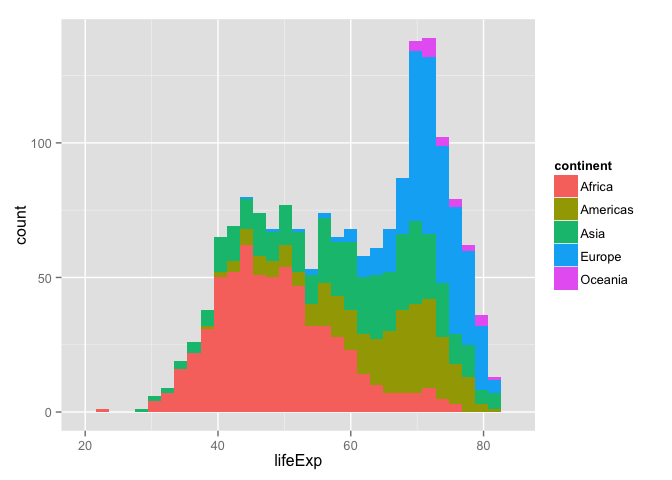 100
50
0
count
20 40 60 80
lifeExp
continent
Africa
Americas
Asia
Europe
Oceania